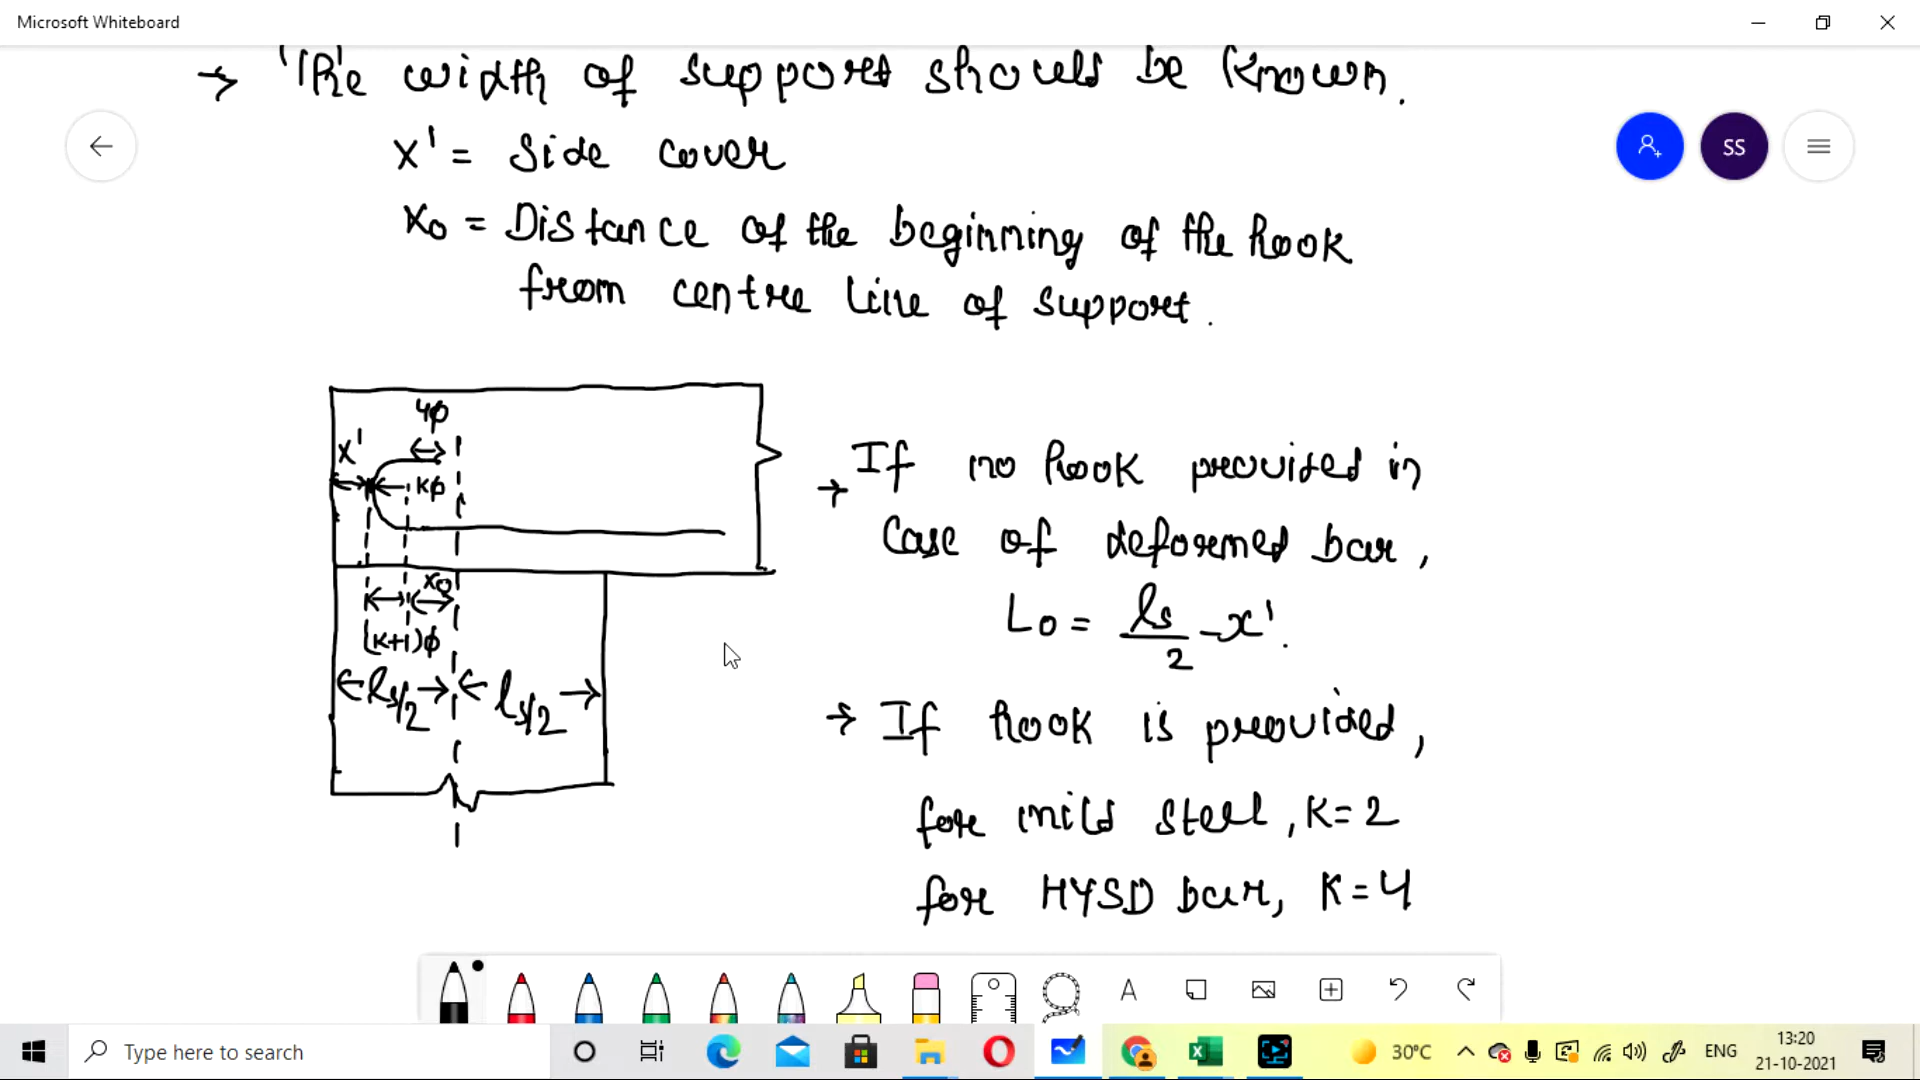 Microsoft Whiteboard
→ The width of support should be known.
x' = Side cover
x₀ = Distance of the beginning of the hook
from centre line of support.
SS
4φ
x'
kφ
x₀
(k+1)φ
ls/2
ls/2
→ If no hook provided in
Case of deformed bar,
L₀ = ls/2 - x'.
→ If hook is provided,
for mild steel, K=2
for HYSD bar, K=4
A
Type here to search
30°C
ENG
13:20
21-10-2021